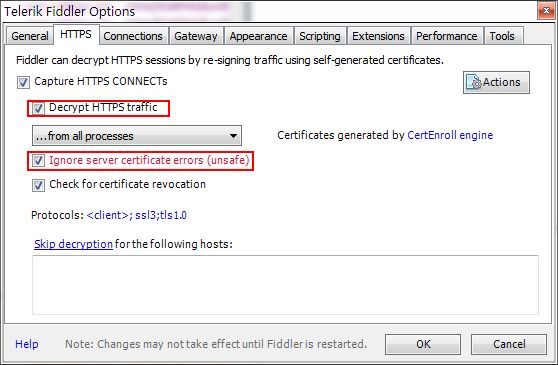 Telerik Fiddler Options
General HTTPS Connections Gateway Appearance Scripting Extensions Performance Tools
Fiddler can decrypt HTTPS sessions by re-signing traffic using self-generated certificates.
Capture HTTPS CONNECTs
Actions
Decrypt HTTPS traffic
...from all processes
Certificates generated by CertEnroll engine
Ignore server certificate errors (unsafe)
Check for certificate revocation
Protocols: <client>; ssl3;tls1.0
Skip decryption for the following hosts:
Help
Note: Changes may not take effect until Fiddler is restarted.
OK
Cancel